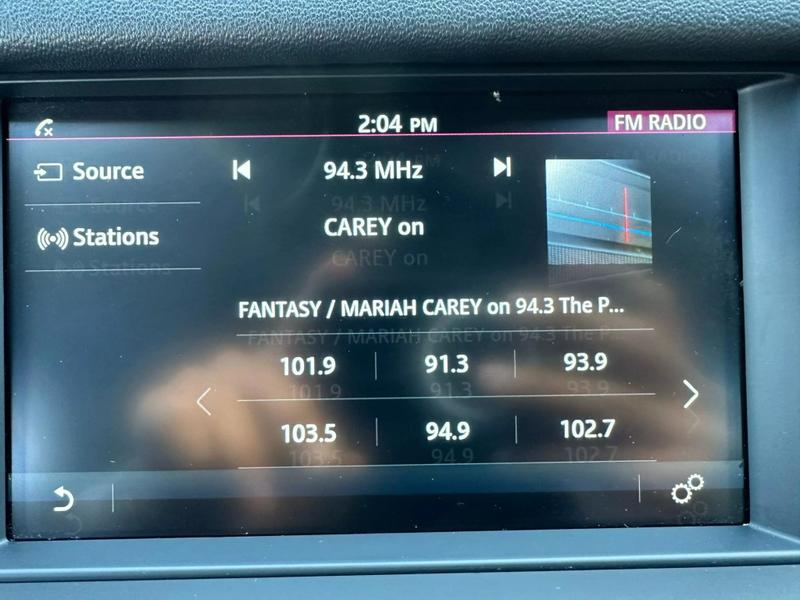 2:04 PM FM RADIO
Source
94.3 MHz
CAREY on
Stations
FANTASY / MARIAH CAREY on 94.3 The P...
101.9 91.3 93.9
103.5 94.9 102.7